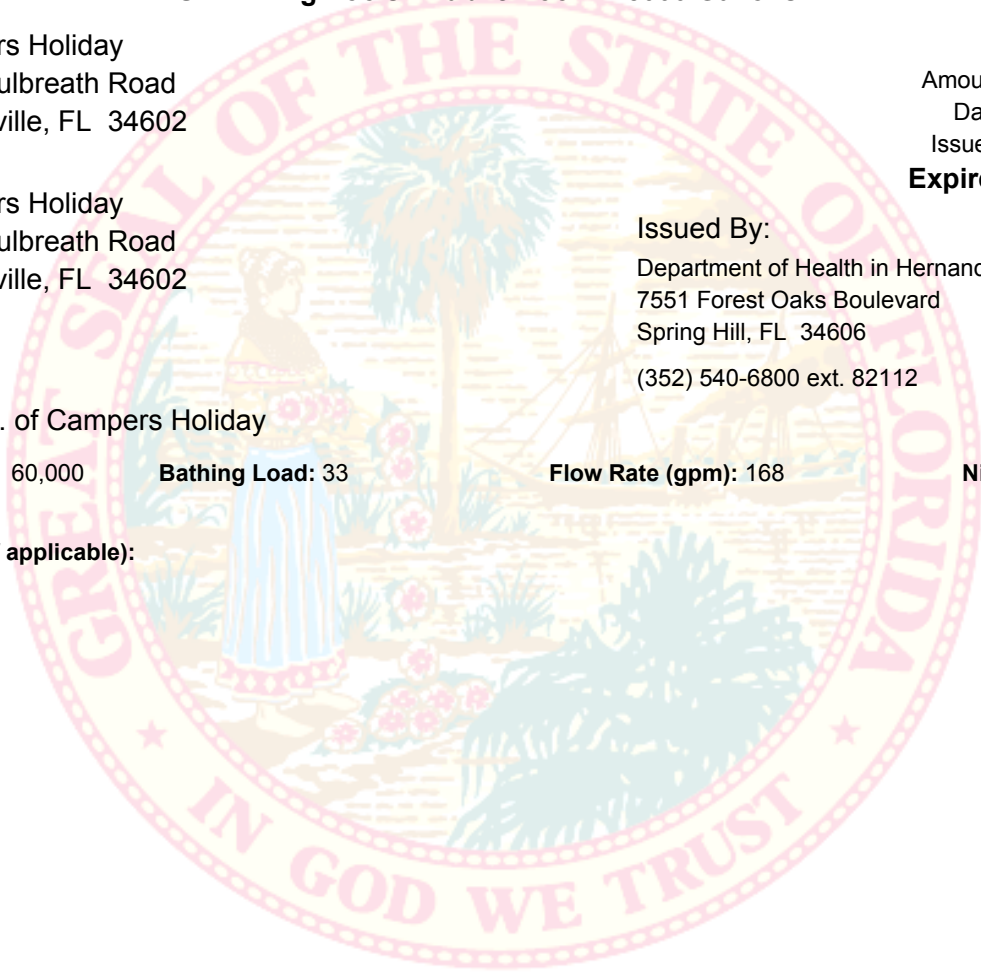 rs Holiday
ulbreath Road
ville, FL 34602
Amou
Da
Issue
Expire
rs Holiday
ulbreath Road
ville, FL 34602
Issued By:
Department of Health in Hernand
7551 Forest Oaks Boulevard
Spring Hill, FL 34606
(352) 540-6800 ext. 82112
. of Campers Holiday
60,000 Bathing Load: 33 Flow Rate (gpm): 168 Ni
applicable):
GREAT SEAL OF THE STATE OF FLORIDA
IN GOD WE TRUST